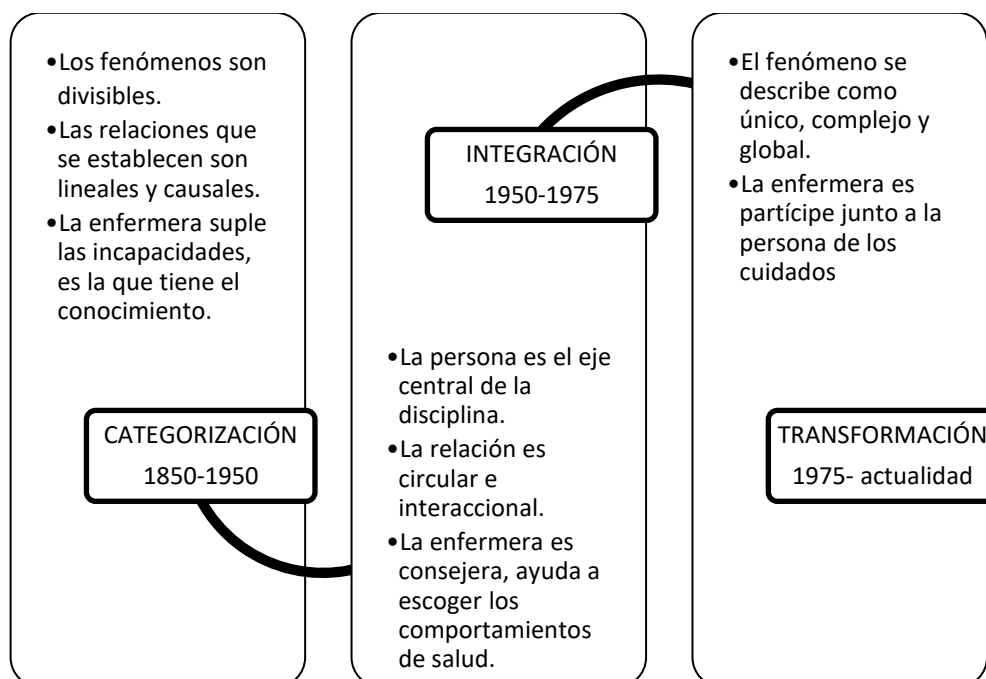 •Los fenómenos son
divisibles.
•Las relaciones que
se establecen son
lineales y causales.
•La enfermera suple
las incapacidades,
es la que tiene el
conocimiento.
CATEGORIZACIÓN
1850-1950
INTEGRACIÓN
1950-1975
•La persona es el eje
central de la
disciplina.
•La relación es
circular e
interaccional.
•La enfermera es
consejera, ayuda a
escoger los
comportamientos
de salud.
•El fenómeno se
describe como
único, complejo y
global.
•La enfermera es
partícipe junto a la
persona de los
cuidados
TRANSFORMACIÓN
1975- actualidad